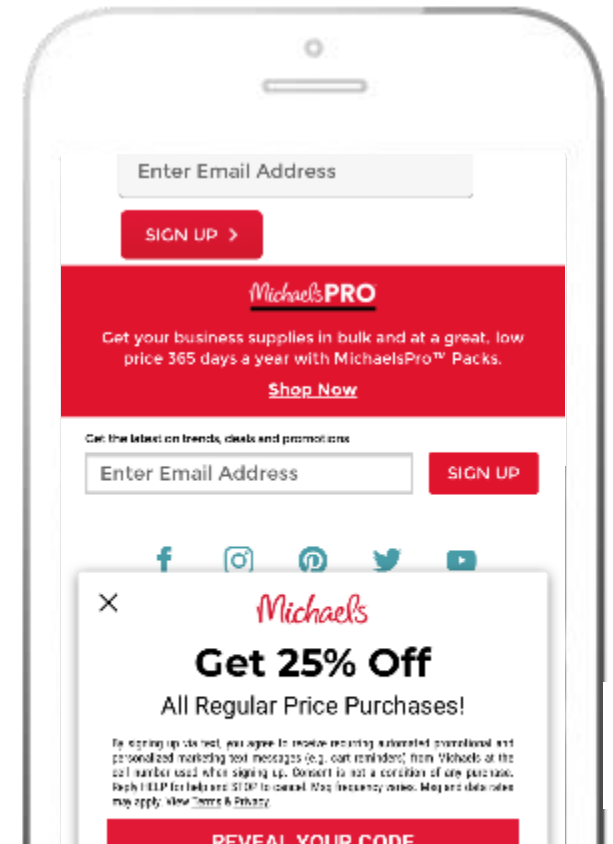 Enter Email Address
SIGN UP >
Michaels PRO
Get your business supplies in bulk and at a great, low
price 365 days a year with MichaelsPro™ Packs.
Shop Now
Get the latest on trends, deals and promotions
Enter Email Address
SIGN UP
Michaels
Get 25% Off
All Regular Price Purchases!
By signing up via text, you agree to receive recurring automated promotional and
personalized marketing text messages (e.g. cart reminders) from Michaels at the
cell number used when signing up. Consent is not a condition of any purchase.
Reply HELP for help and STOP to cancel. Msg frequency varies. Msg and data rates
may apply. View Terms & Privacy.
REVEAL YOUR CODE